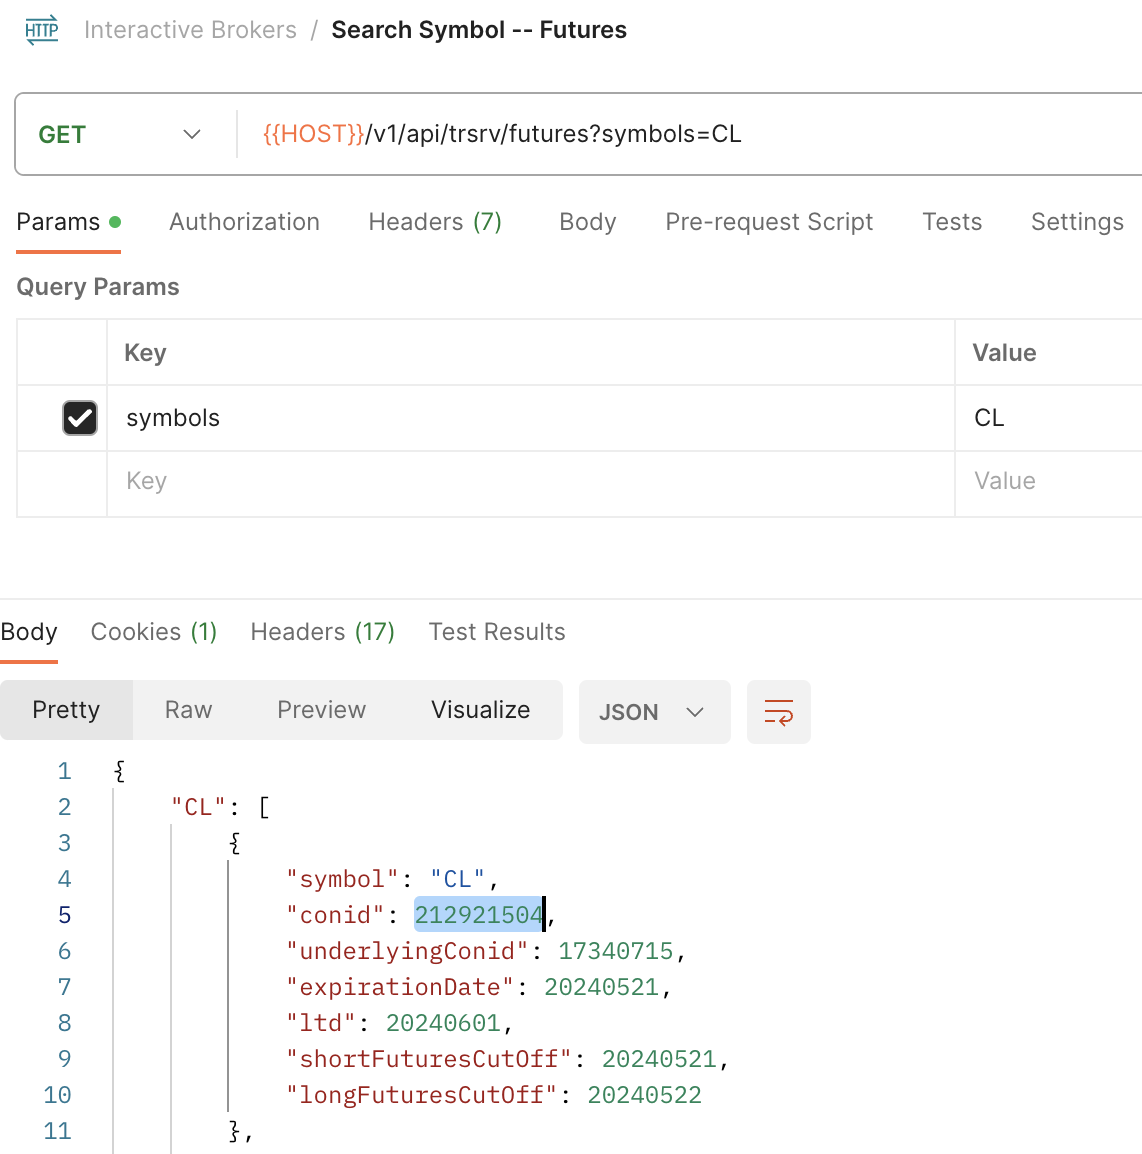 HTTP Interactive Brokers / Search Symbol -- Futures
GET {{HOST}}/v1/api/trsrv/futures?symbols=CL
Params Authorization Headers (7) Body Pre-request Script Tests Settings
Query Params
Key Value
symbols CL
Key Value
Body Cookies (1) Headers (17) Test Results
Pretty Raw Preview Visualize JSON
1 {
2 "CL": [
3 {
4 "symbol": "CL",
5 "conid": 212921504,
6 "underlyingConid": 17340715,
7 "expirationDate": 20240521,
8 "ltd": 20240601,
9 "shortFuturesCutOff": 20240521,
10 "longFuturesCutOff": 20240522
11 },